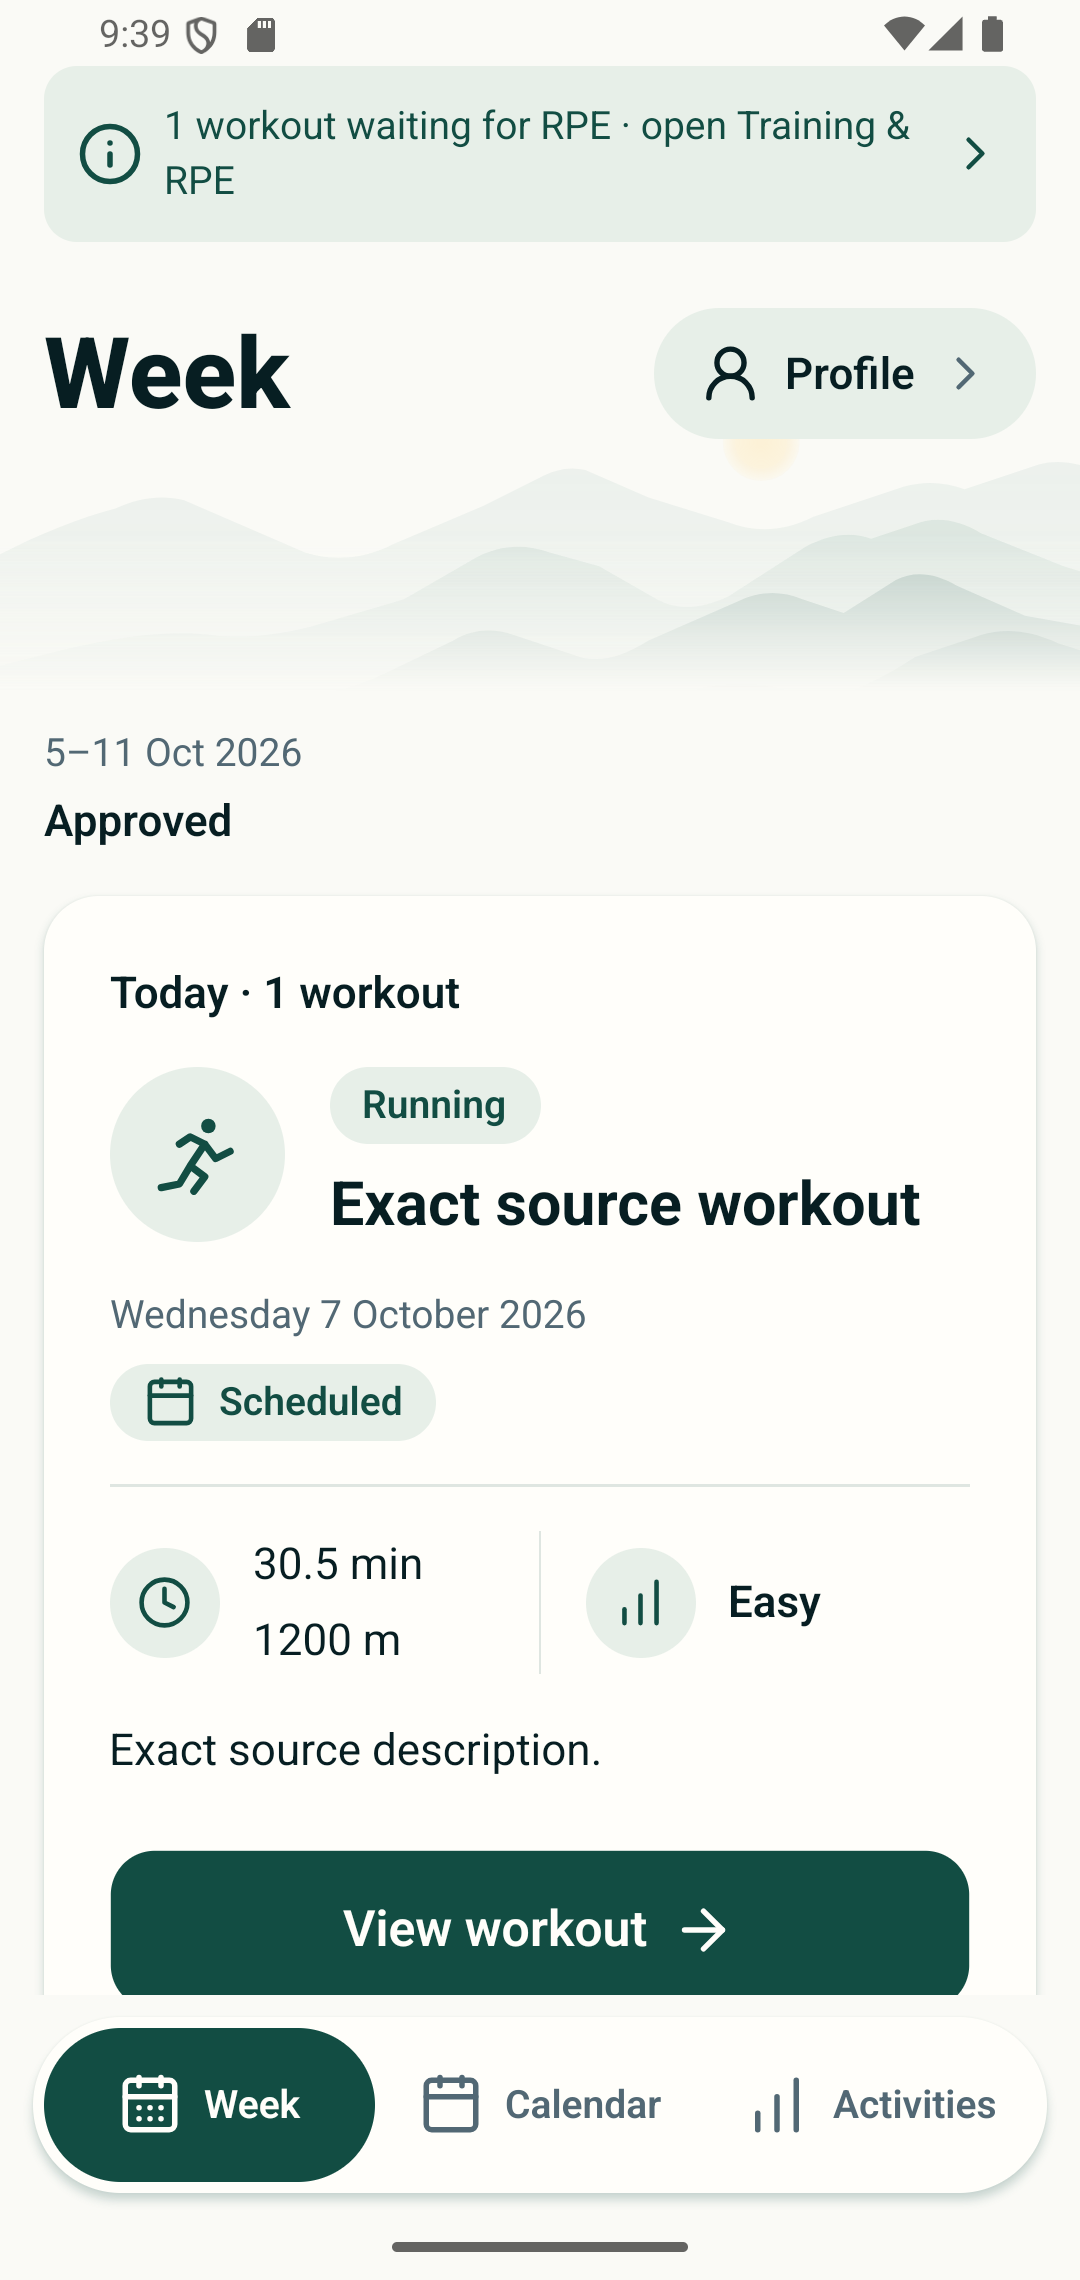 9:39
1 workout waiting for RPE · open Training &
RPE
Week
Profile
5–11 Oct 2026
Approved
Today · 1 workout
Running
Exact source workout
Wednesday 7 October 2026
Scheduled
30.5 min
1200 m
Easy
Exact source description.
View workout
Week
Calendar
Activities